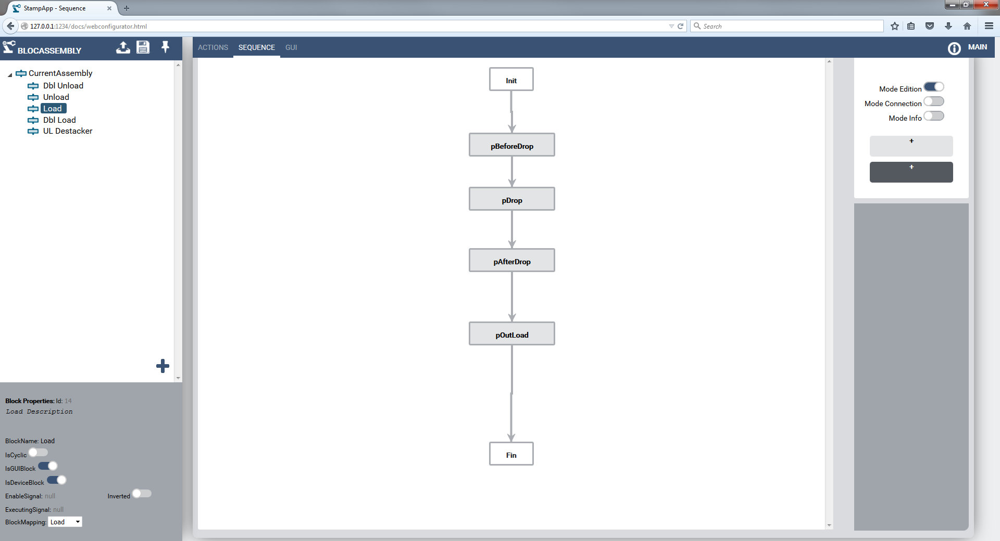 StampApp - Sequence
127.0.0.1:1234/docs/webconfigurator.html
Search
BLOCASSEMBLY
ACTIONS SEQUENCE GUI
MAIN
CurrentAssembly
Dbl Unload
Unload
Load
Dbl Load
UL Destacker
Init
pBeforeDrop
pDrop
pAfterDrop
pOutLoad
Fin
Mode Edition
Mode Connection
Mode Info
+
+
Block Properties: Id: 14
Load Description
BlockName: Load
IsCyclic
IsGUIBlock
IsDeviceBlock
EnableSignal: null Inverted
ExecutingSignal: null
BlockMapping: Load